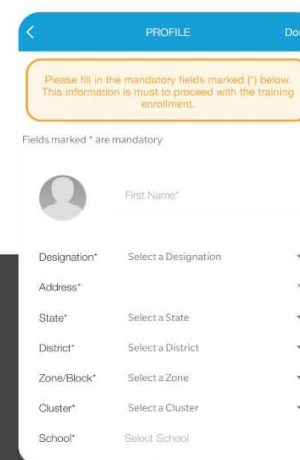 PROFILE
Please fill in the mandatory fields marked (*) below.
This information is must to proceed with the training
enrollment.
Fields marked * are mandatory
First Name*
Designation* Select a Designation
Address*
State* Select a State
District* Select a District
Zone/Block* Select a Zone
Cluster* Select a Cluster
School* Select School